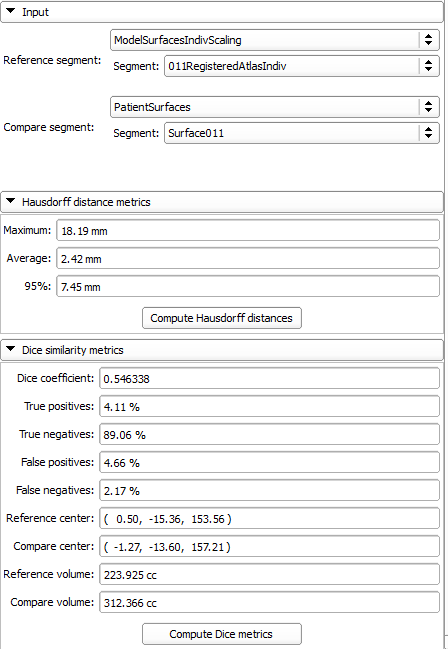 Input
ModelSurfacesIndivScaling
Reference segment:
Segment: 011RegisteredAtlasIndiv
PatientSurfaces
Compare segment:
Segment: Surface011
Hausdorff distance metrics
Maximum: 18.19 mm
Average: 2.42 mm
95%: 7.45 mm
Compute Hausdorff distances
Dice similarity metrics
Dice coefficient: 0.546338
True positives: 4.11 %
True negatives: 89.06 %
False positives: 4.66 %
False negatives: 2.17 %
Reference center: ( 0.50, -15.36, 153.56 )
Compare center: ( -1.27, -13.60, 157.21 )
Reference volume: 223.925 cc
Compare volume: 312.366 cc
Compute Dice metrics